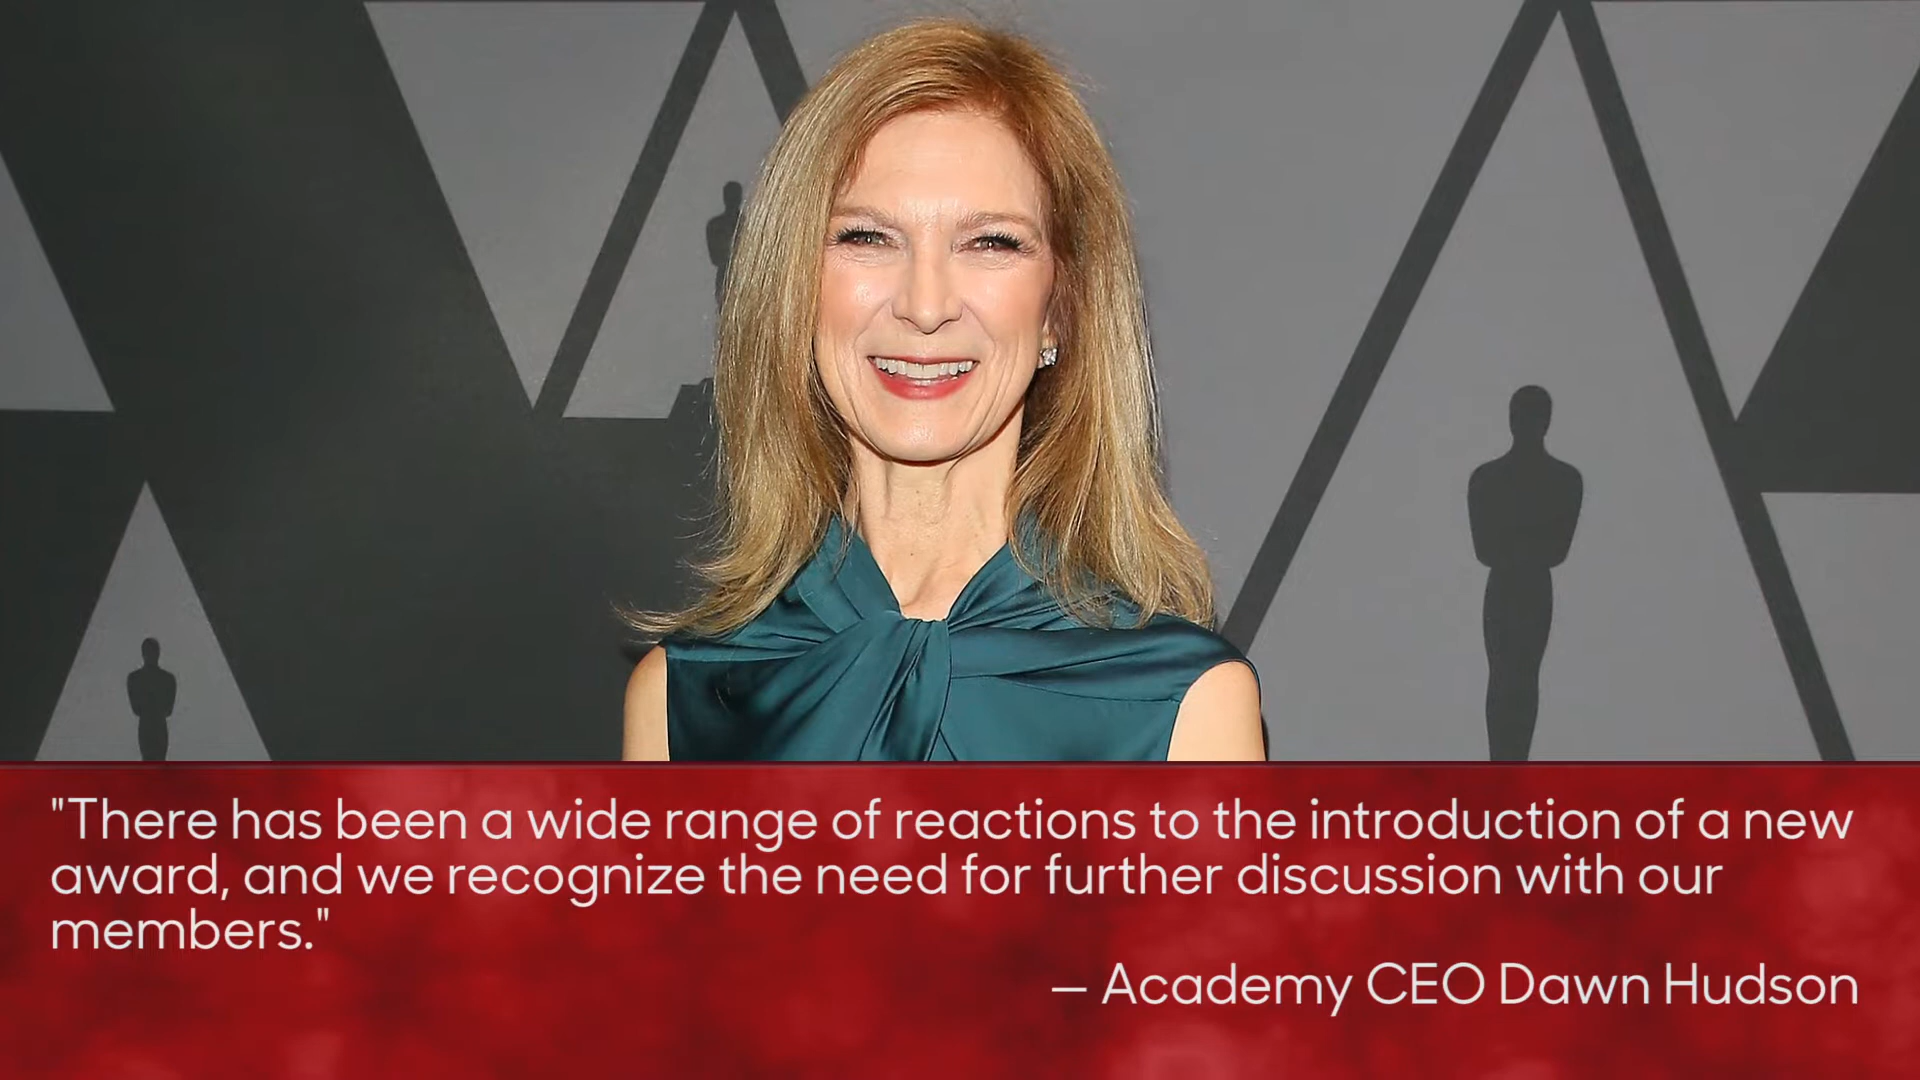 "There has been a wide range of reactions to the introduction of a new
award, and we recognize the need for further discussion with our
members."
— Academy CEO Dawn Hudson